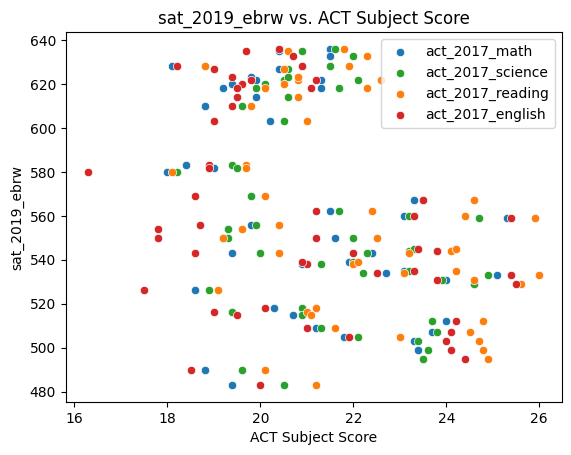 sat_2019_ebrw vs. ACT Subject Score
640
620
600
580
560
540
520
500
480
sat_2019_ebrw
act_2017_math
act_2017_science
act_2017_reading
act_2017_english
16
18
20
22
24
26
ACT Subject Score